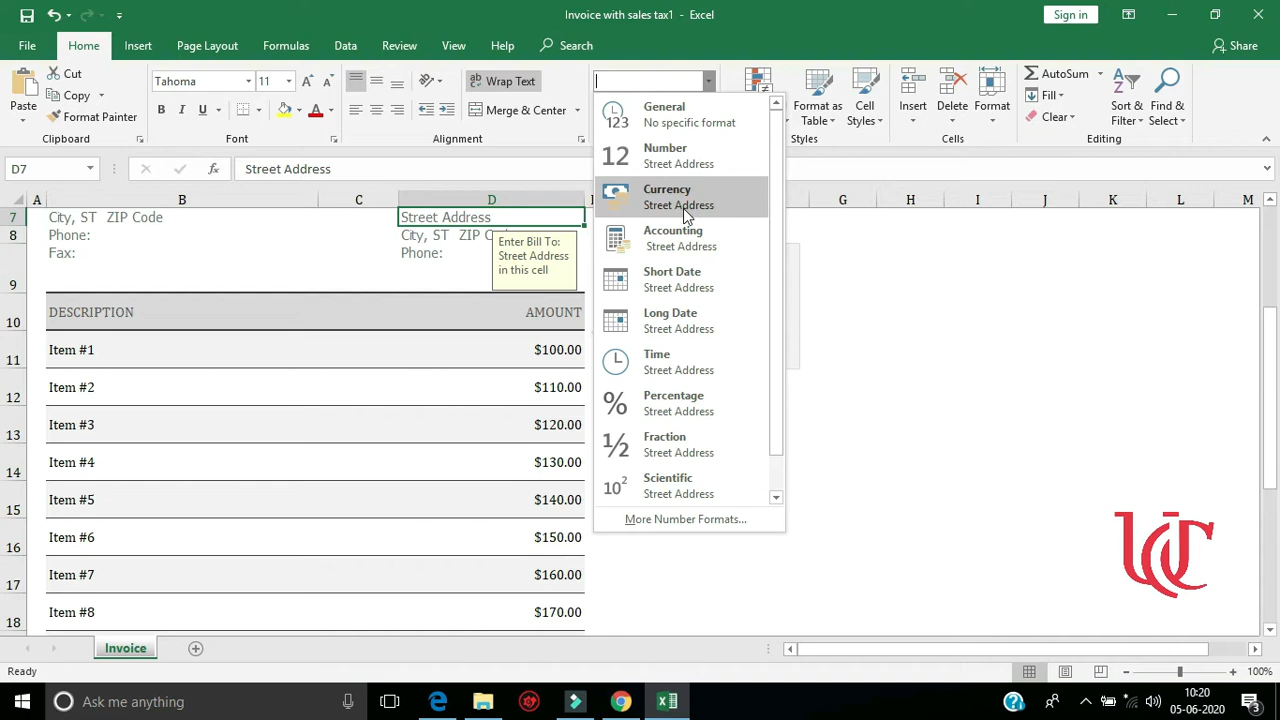 Invoice with sales tax1 - Excel
Sign in
File Home Insert Page Layout Formulas Data Review View Help Search Share
Paste
Cut
Copy
Format Painter
Clipboard
Tahoma 11
B I U
A
Font
Wrap Text
Merge & Center
Alignment
Format as Table
Cell Styles
Styles
Insert
Delete
Format
Cells
AutoSum
Fill
Clear
Sort & Filter
Find & Select
D7
fx
Street Address
A B C D G H I J K L M
7 City, ST ZIP Code Street Address
8 Phone: City, ST ZIP C
Fax: Phone:
9
Enter Bill To:
Street Address
in this cell
10 DESCRIPTION AMOUNT
11 Item #1 $100.00
12 Item #2 $110.00
13 Item #3 $120.00
14 Item #4 $130.00
15 Item #5 $140.00
16 Item #6 $150.00
17 Item #7 $160.00
18 Item #8 $170.00
123
General
No specific format
12
Number
Street Address
Currency
Street Address
Accounting
Street Address
Short Date
Street Address
Long Date
Street Address
Time
Street Address
%
Percentage
Street Address
½
Fraction
Street Address
10²
Scientific
Street Address
More Number Formats...
UCC
Invoice
Ready
100%
Ask me anything
10:20
05-06-2020
3